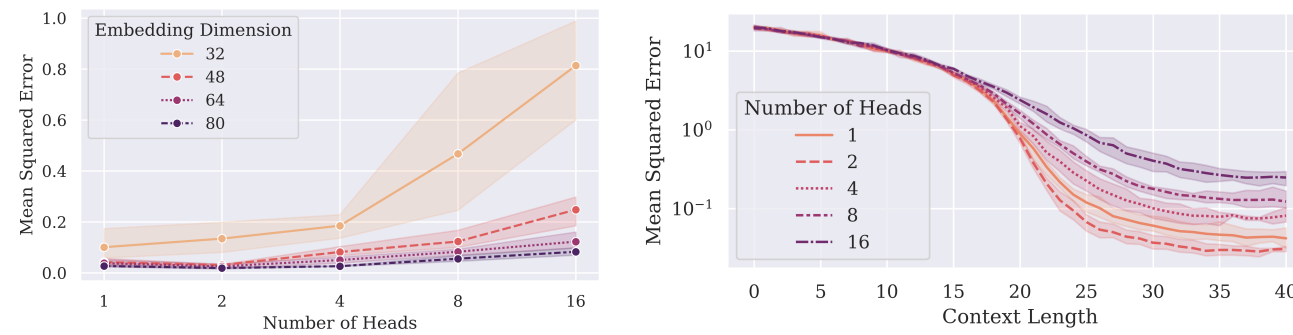 Embedding Dimension
32
48
64
80
1.0
0.8
0.6
0.4
0.2
0.0
Mean Squared Error
1 2 4 8 16
Number of Heads
Number of Heads
1
2
4
8
16
10¹
10⁰
10⁻¹
Mean Squared Error
0 5 10 15 20 25 30 35 40
Context Length